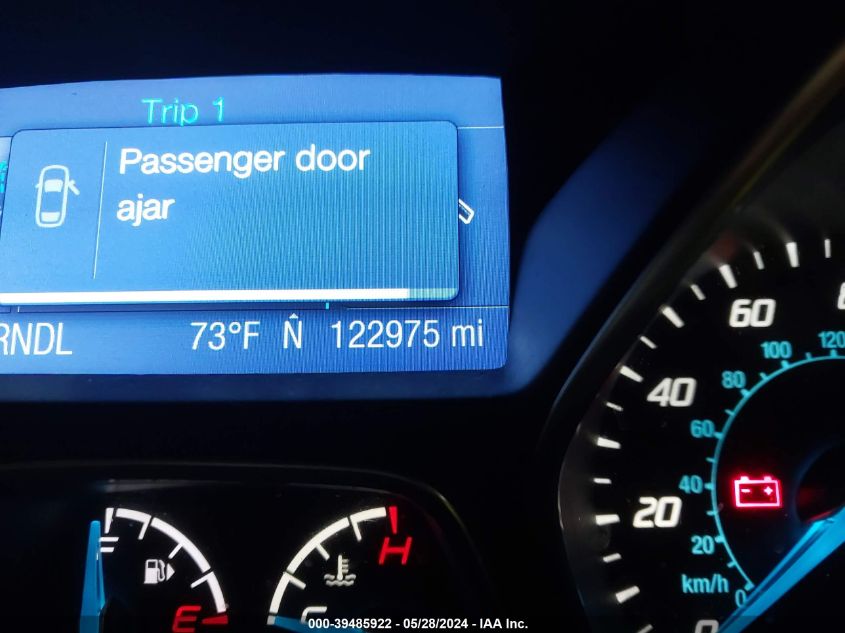 Trip 1
Passenger door
ajar
RNDL 73°F N̂ 122975 mi
60
120
100
80
40
60
40
20
20
km/h
0
0
F
E
H
C
000-39485922 - 05/28/2024 - IAA Inc.